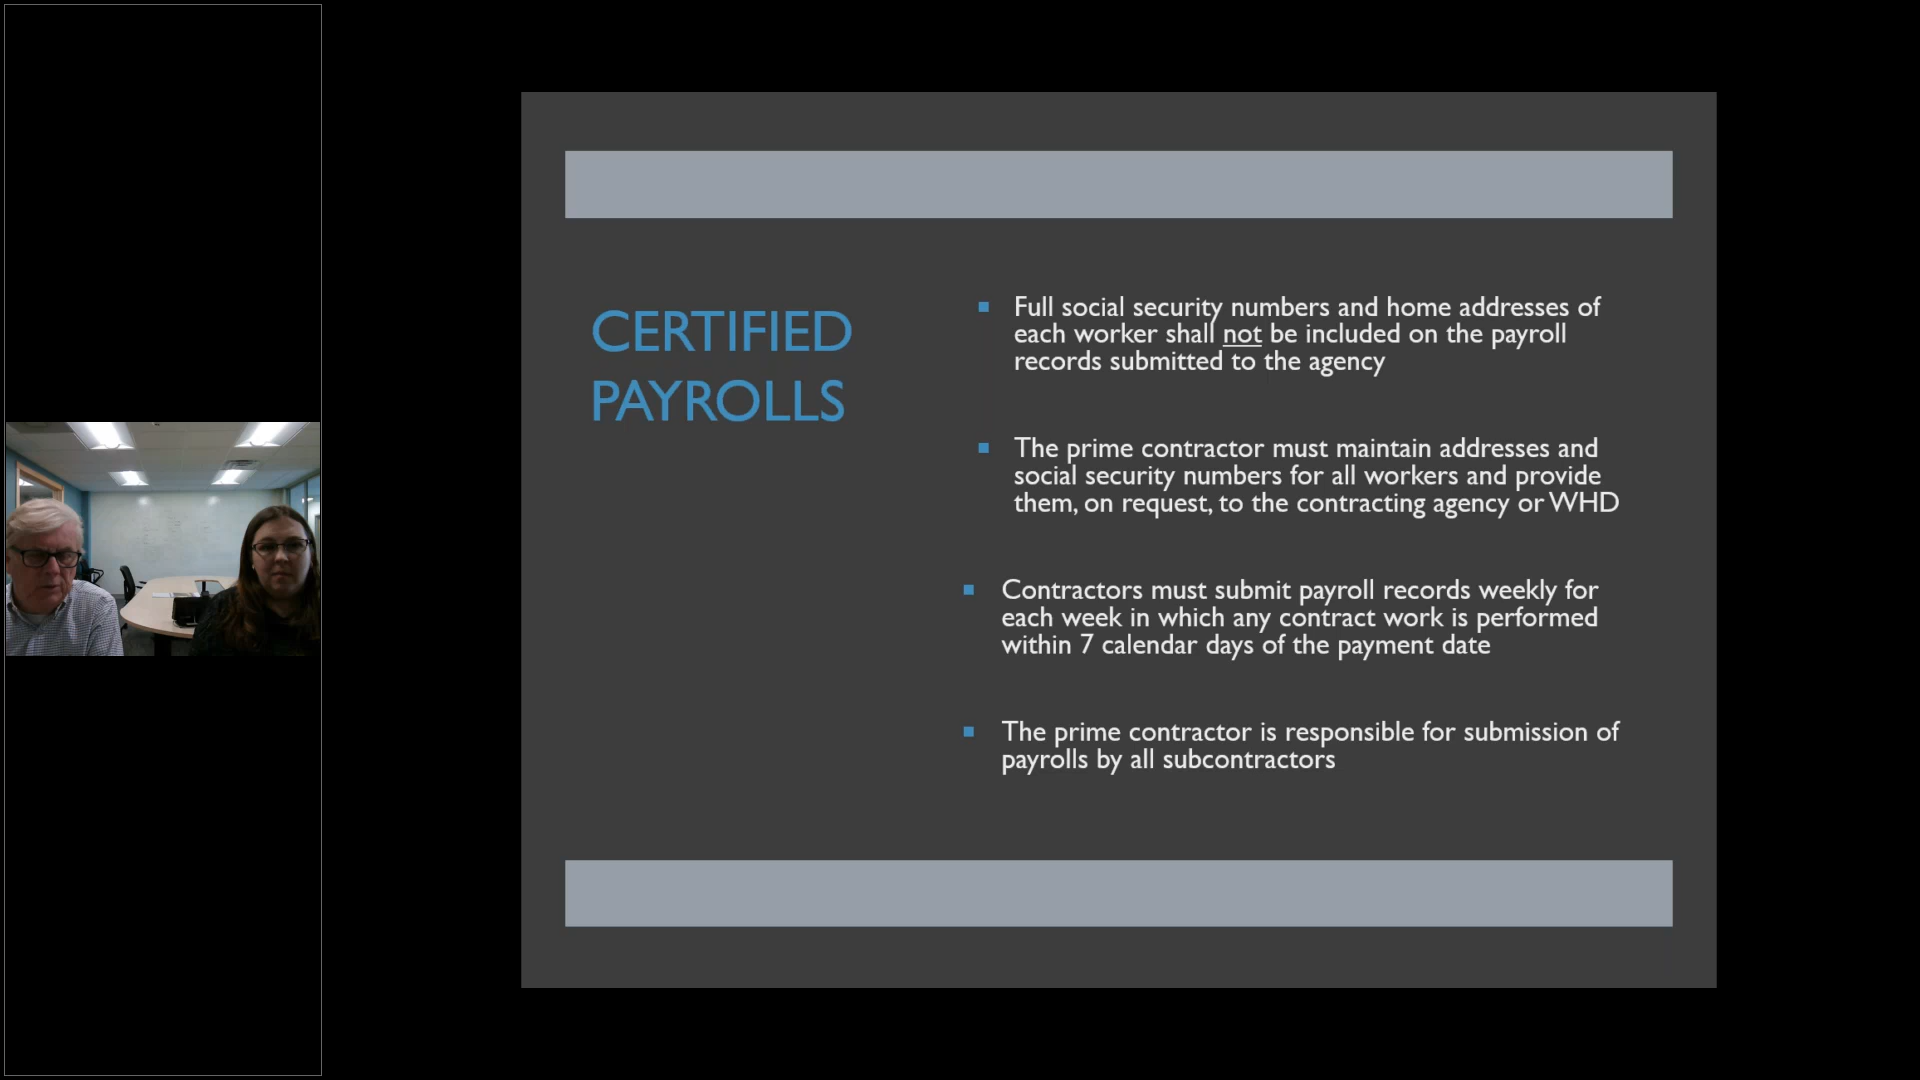 CERTIFIED
PAYROLLS
Full social security numbers and home addresses of
each worker shall not be included on the payroll
records submitted to the agency
The prime contractor must maintain addresses and
social security numbers for all workers and provide
them, on request, to the contracting agency or WHD
Contractors must submit payroll records weekly for
each week in which any contract work is performed
within 7 calendar days of the payment date
The prime contractor is responsible for submission of
payrolls by all subcontractors